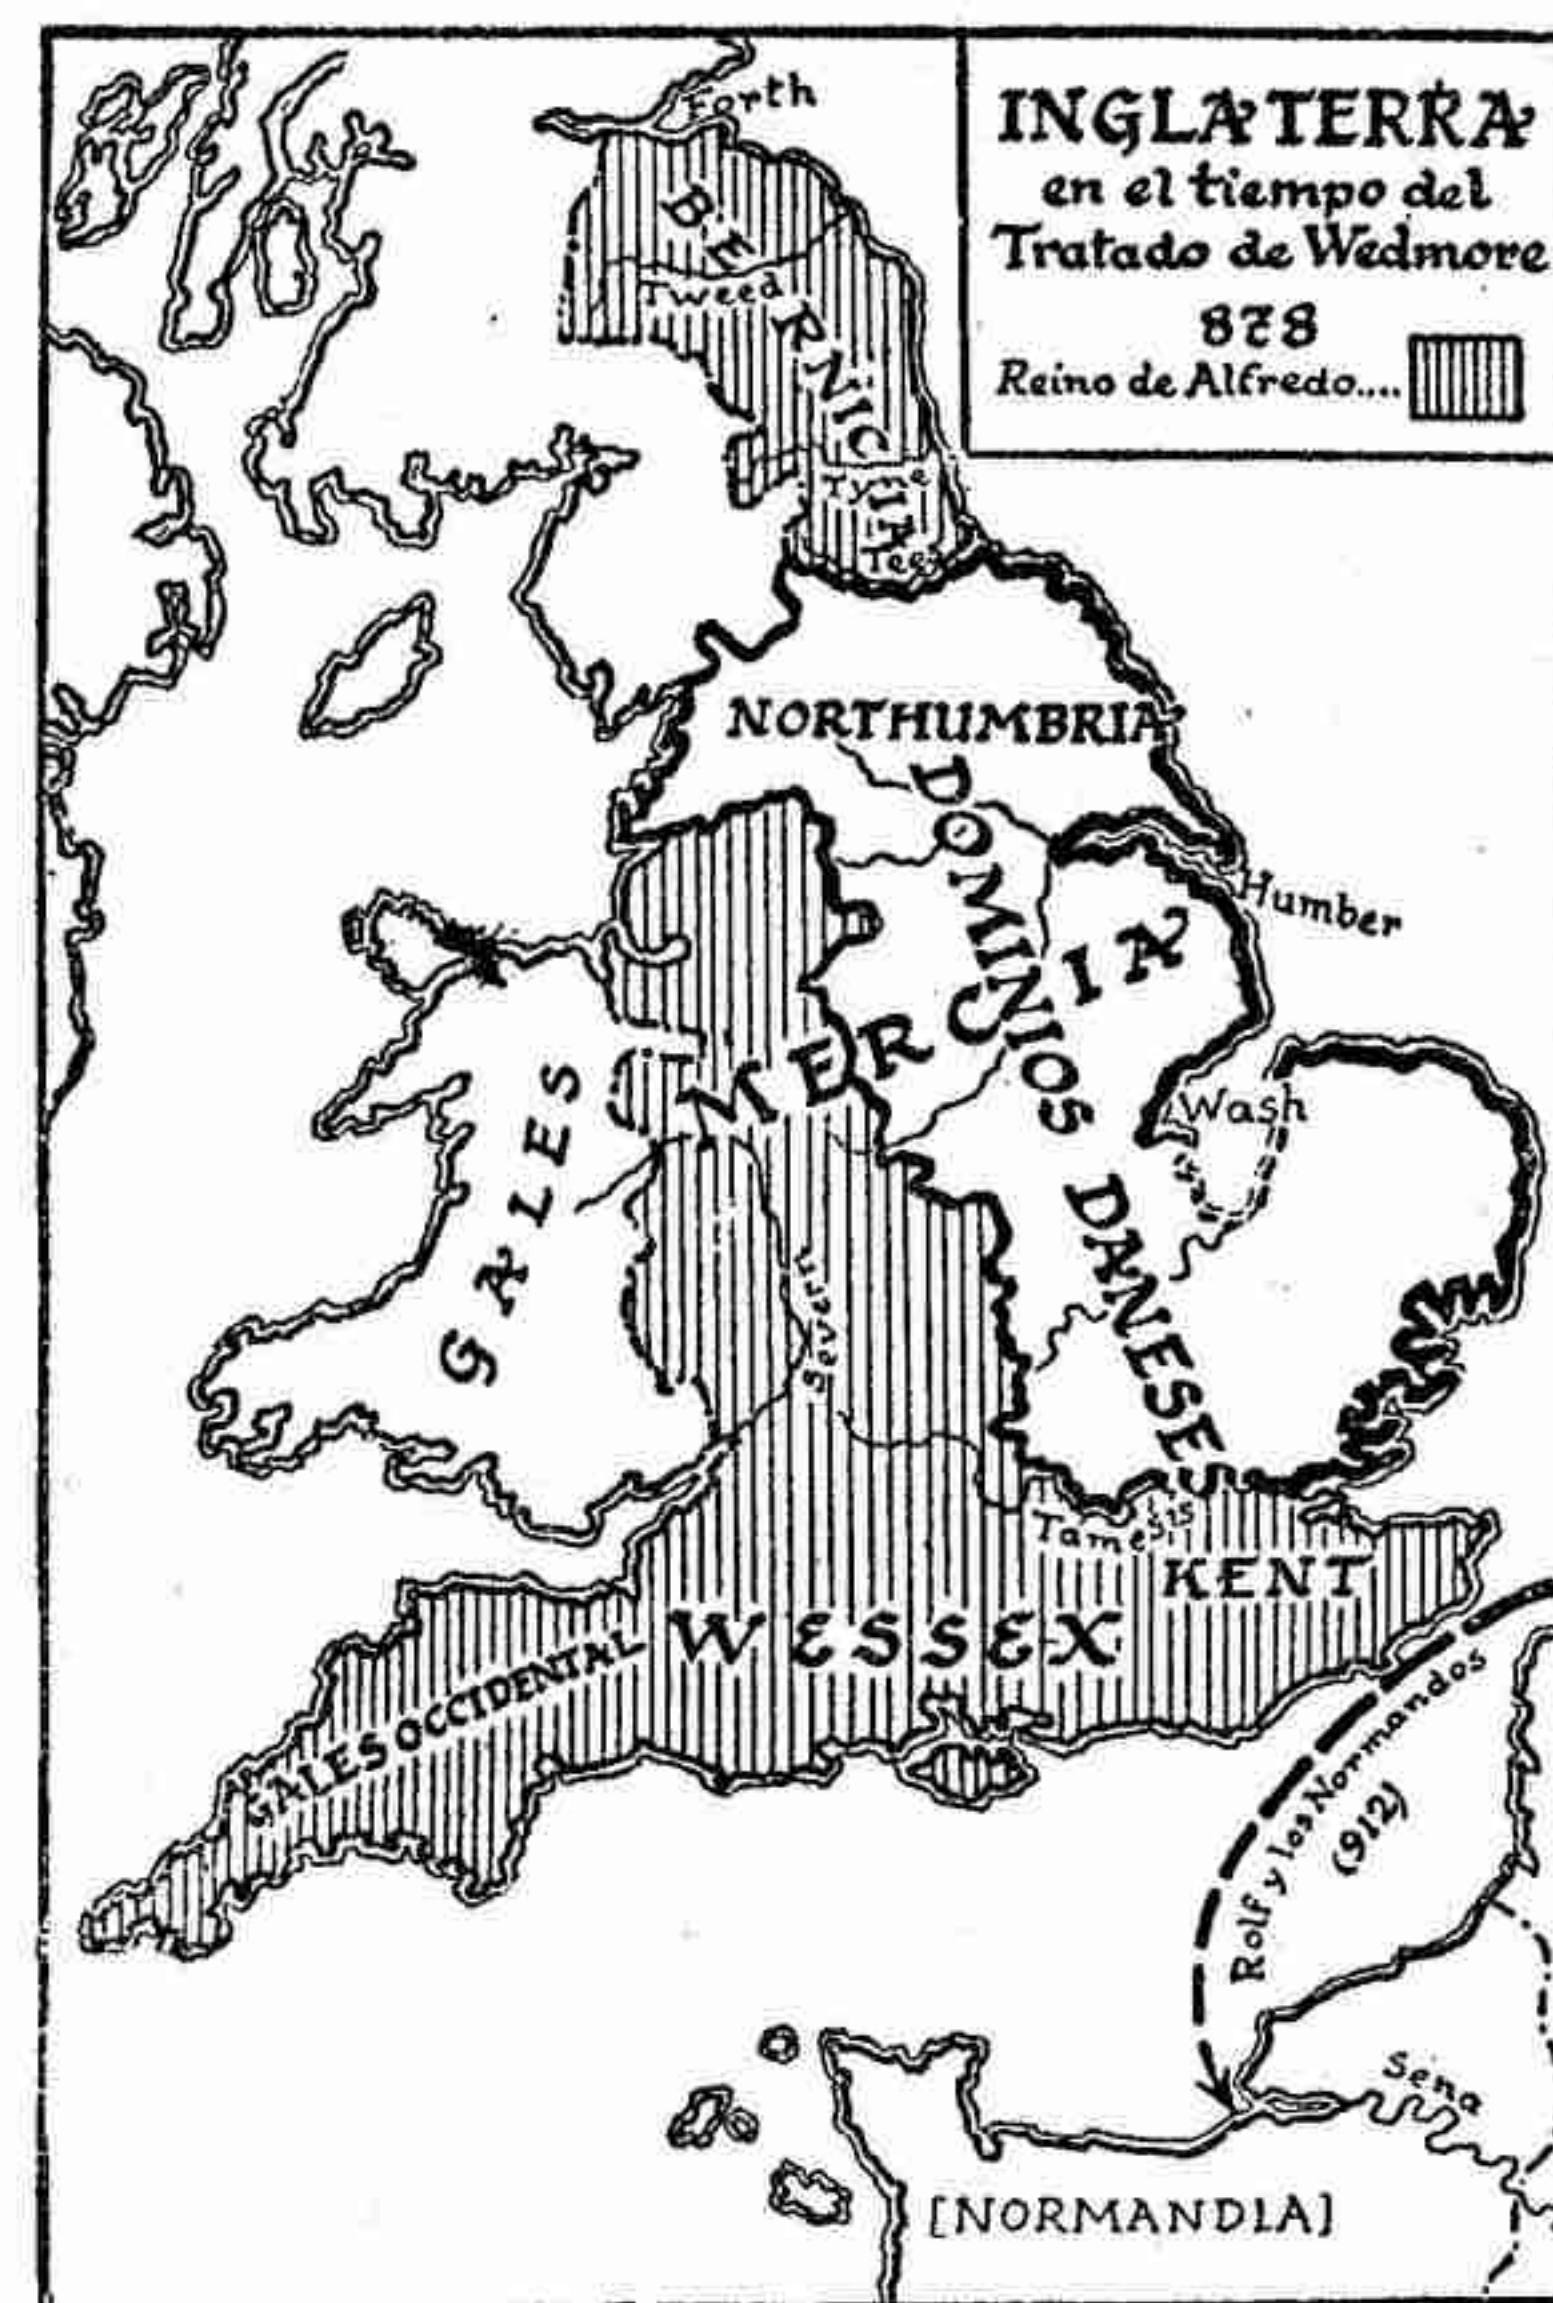 INGLATERRA
en el tiempo del
Tratado de Wedmore
878
Reino de Alfredo....
Forth
BERNICIA
Tweed
Tyne
Tees
NORTHUMBRIA
DOMINIOS DANESES
Humber
MERCIA
Wash
GALES
Severn
Tamesis
KENT
WESSEX
GALES OCCIDENTAL
Rolf y los Normandos
(912)
Sena
[NORMANDIA]